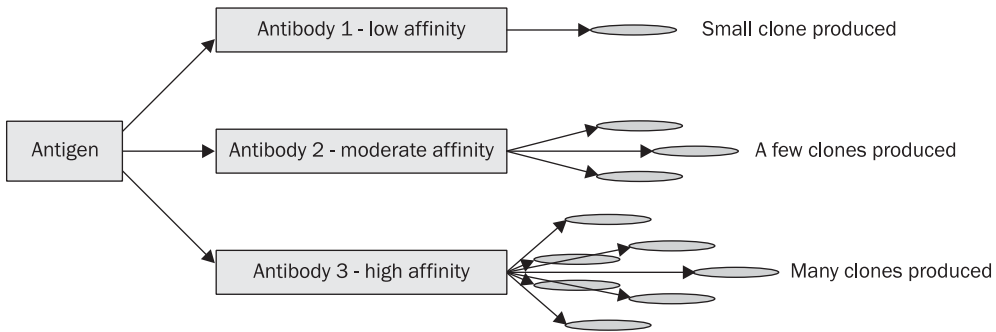 Antibody 1 - low affinity
Small clone produced
Antigen
Antibody 2 - moderate affinity
A few clones produced
Antibody 3 - high affinity
Many clones produced